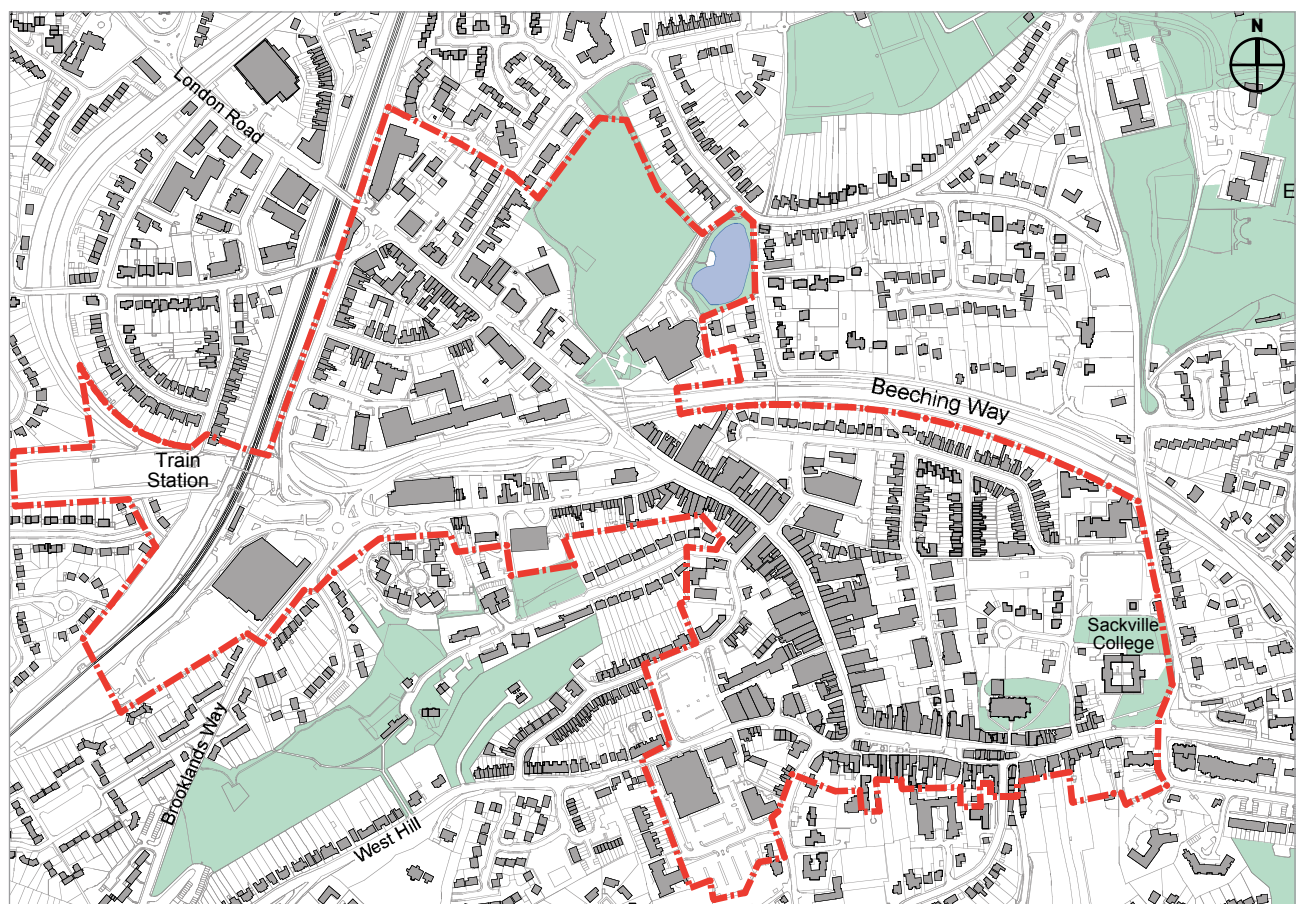 N
London Road
E
Beeching Way
Train
Station
Sackville
College
Brooklands Way
West Hill